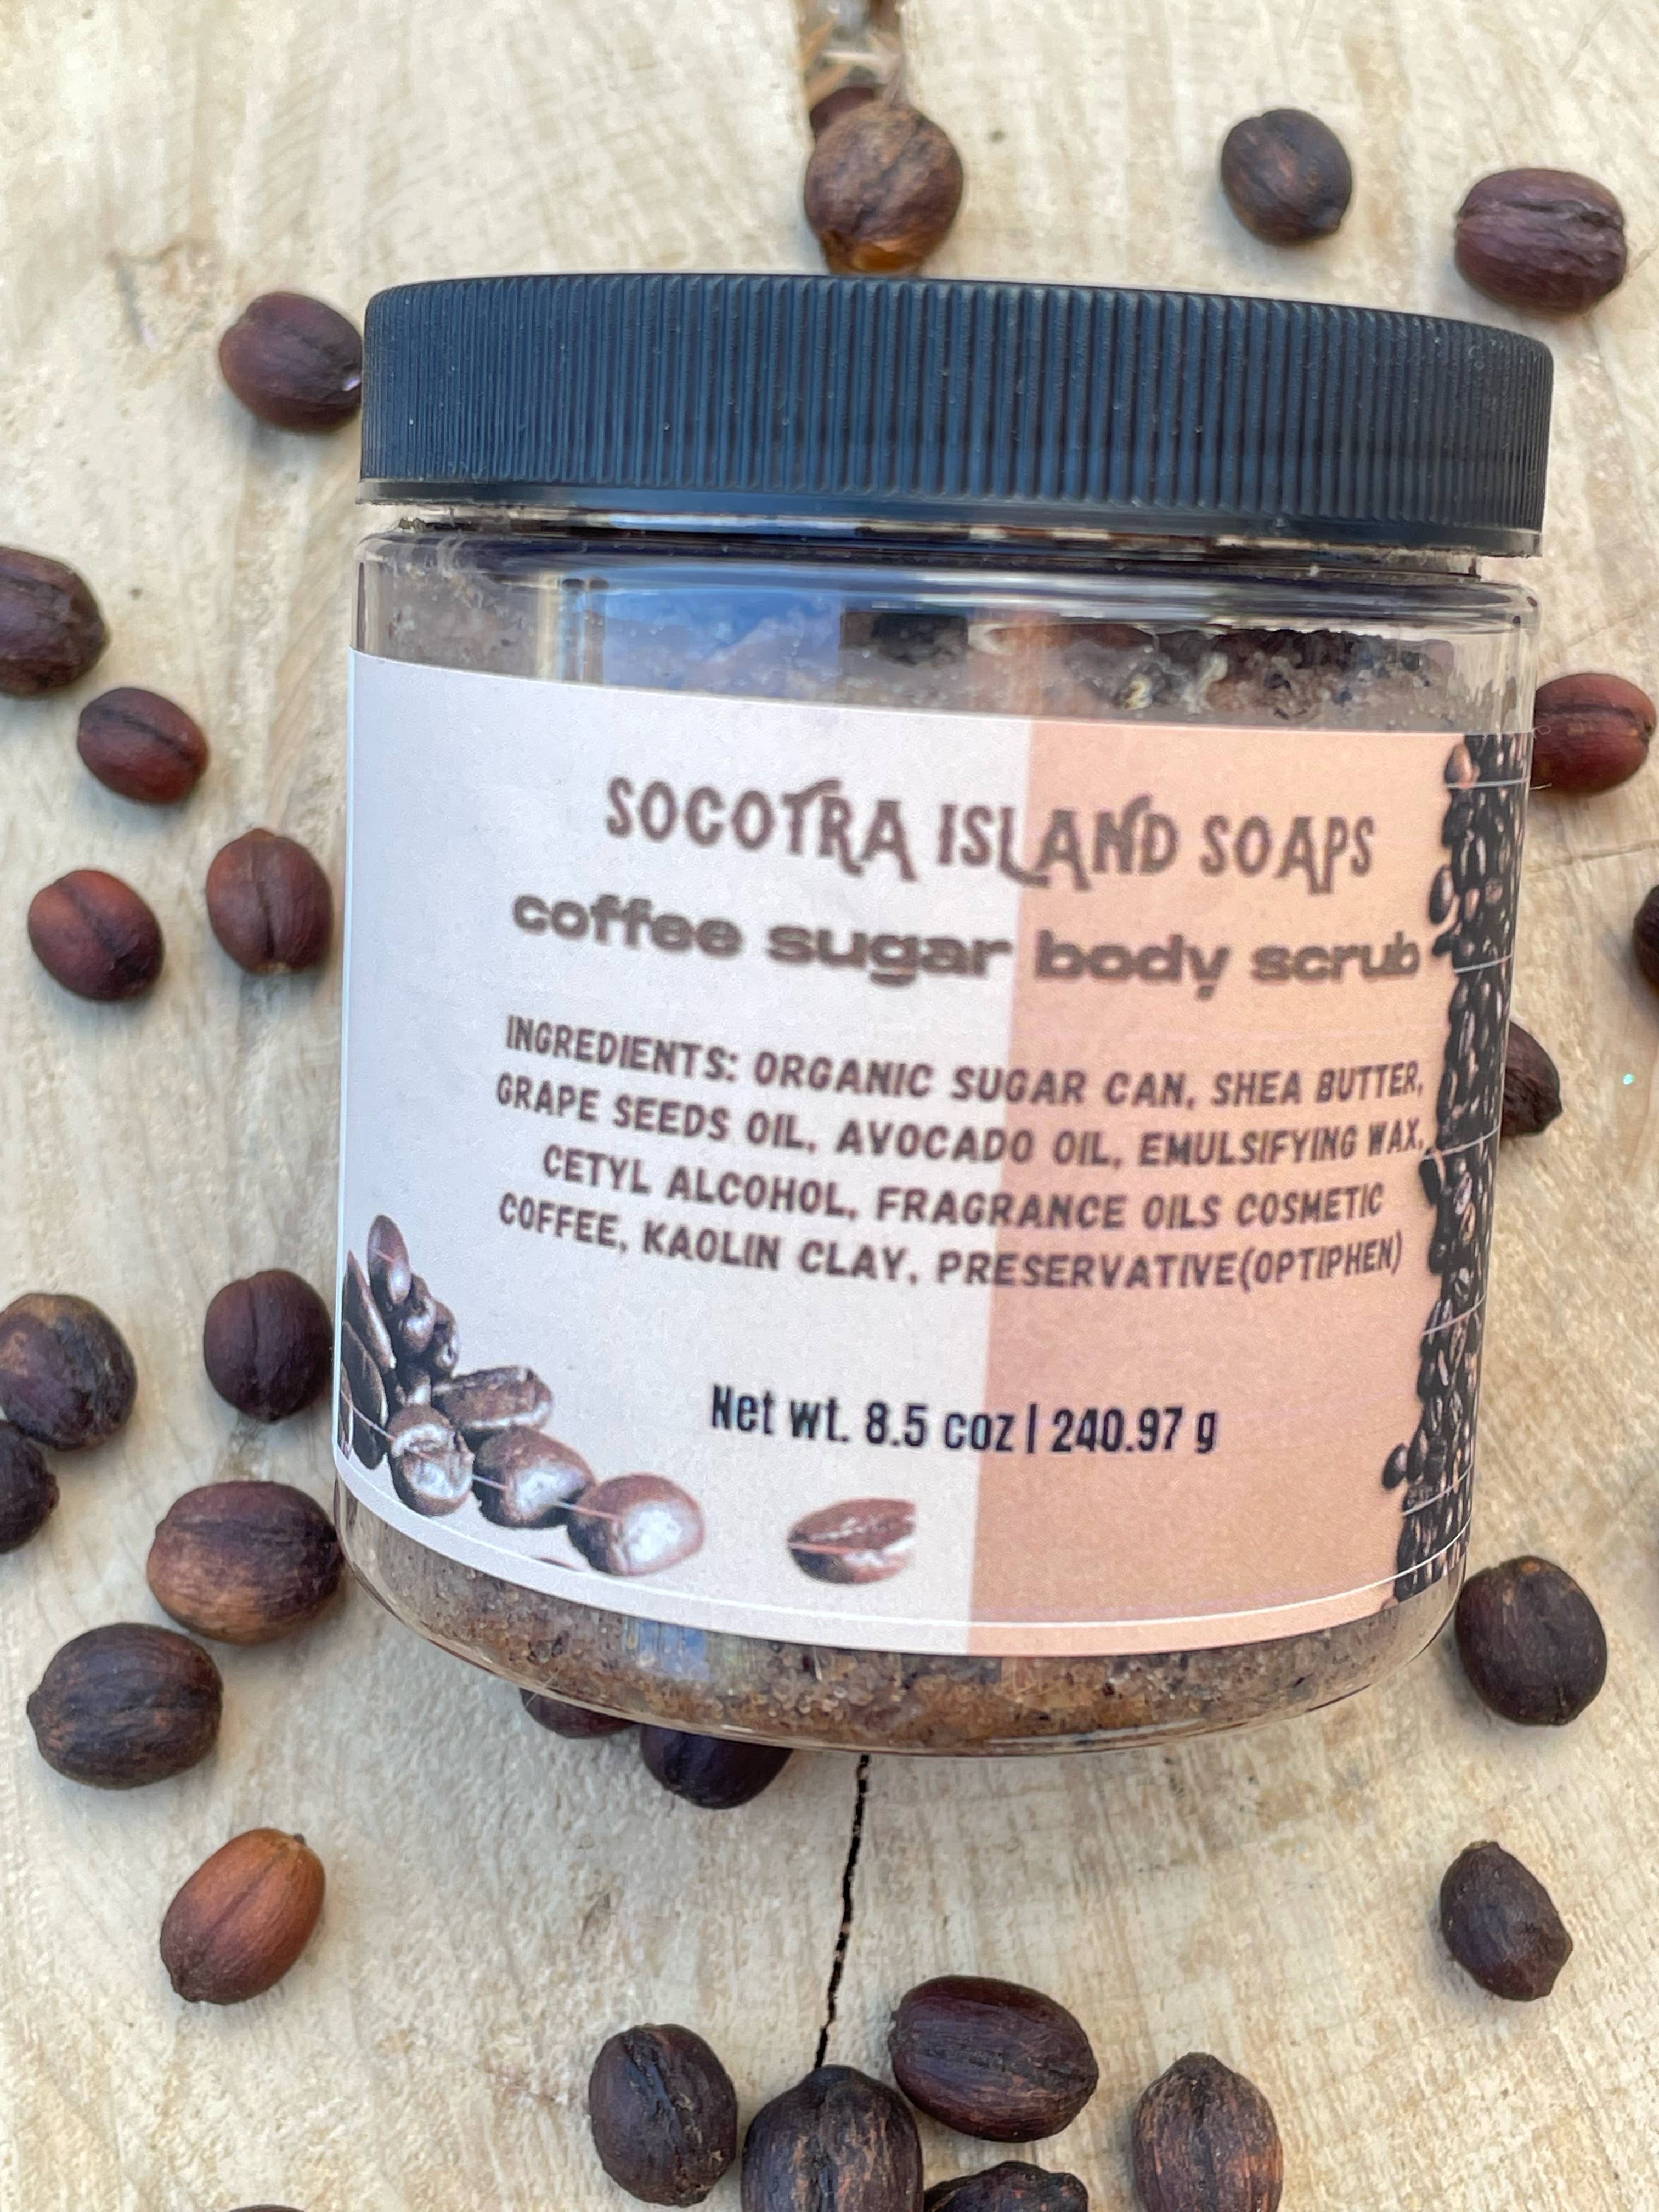 SOCOTRA ISLAND SOAPS
coffee sugar body scrub
INGREDIENTS: ORGANIC SUGAR CAN, SHEA BUTTER,
GRAPE SEEDS OIL, AVOCADO OIL, EMULSIFYING WAX,
CETYL ALCOHOL, FRAGRANCE OILS COSMETIC
COFFEE, KAOLIN CLAY, PRESERVATIVE(OPTIPHEN)
Net wt. 8.5 coz | 240.97 g